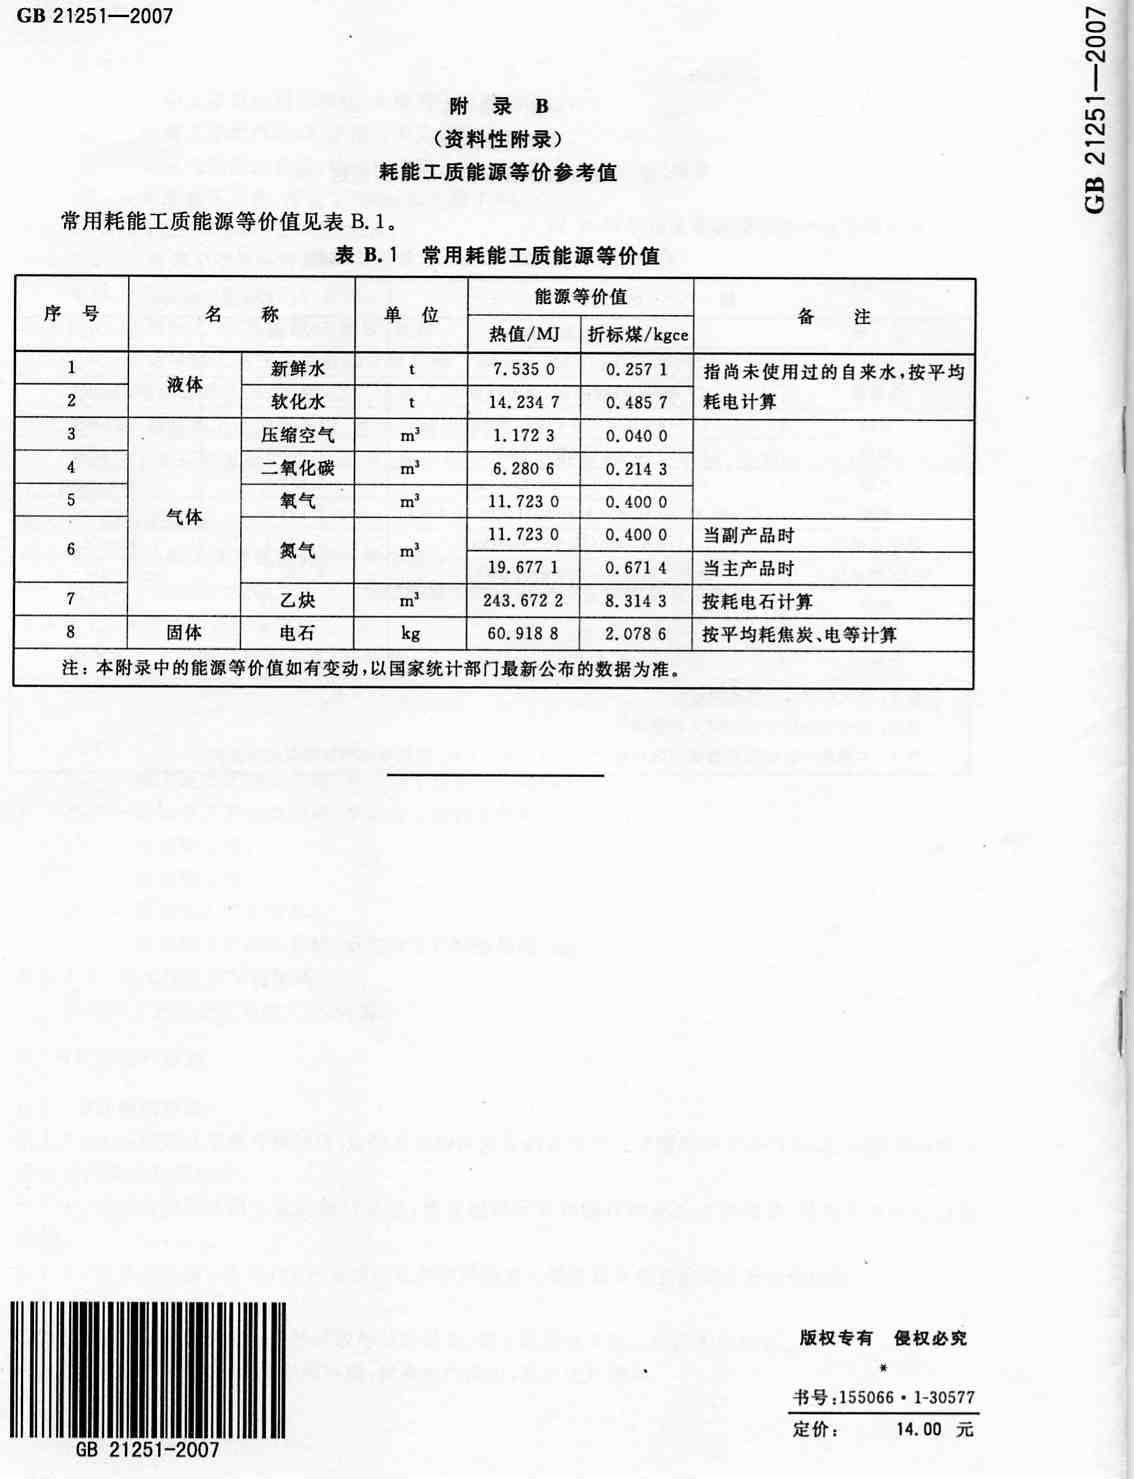 GB 21251—2007
GB 21251—2007
附 录 B
（资料性附录）
耗能工质能源等价参考值
常用耗能工质能源等价值见表 B.1。
表 B.1 常用耗能工质能源等价值
序 号 名 称 单 位 能源等价值 备 注
热值/MJ 折标煤/kgce
1 液体 新鲜水 t 7.535 0 0.257 1 指尚未使用过的自来水，按平均
2 软化水 t 14.234 7 0.485 7 耗电计算
3 气体 压缩空气 m³ 1.172 3 0.040 0
4 二氧化碳 m³ 6.280 6 0.214 3
5 氧气 m³ 11.723 0 0.400 0
6 氮气 m³ 11.723 0 0.400 0 当副产品时
19.677 1 0.671 4 当主产品时
7 乙炔 m³ 243.672 2 8.314 3 按耗电石计算
8 固体 电石 kg 60.918 8 2.078 6 按平均耗焦炭、电等计算
注：本附录中的能源等价值如有变动，以国家统计部门最新公布的数据为准。
GB 21251-2007
版权专有 侵权必究
*
书号：155066·1-30577
定价： 14.00 元